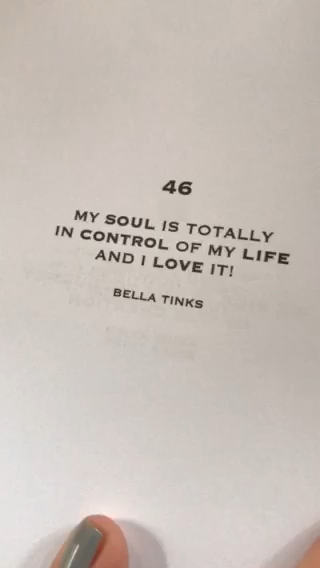 46
MY SOUL IS TOTALLY
IN CONTROL OF MY LIFE
AND I LOVE IT!
BELLA TINKS